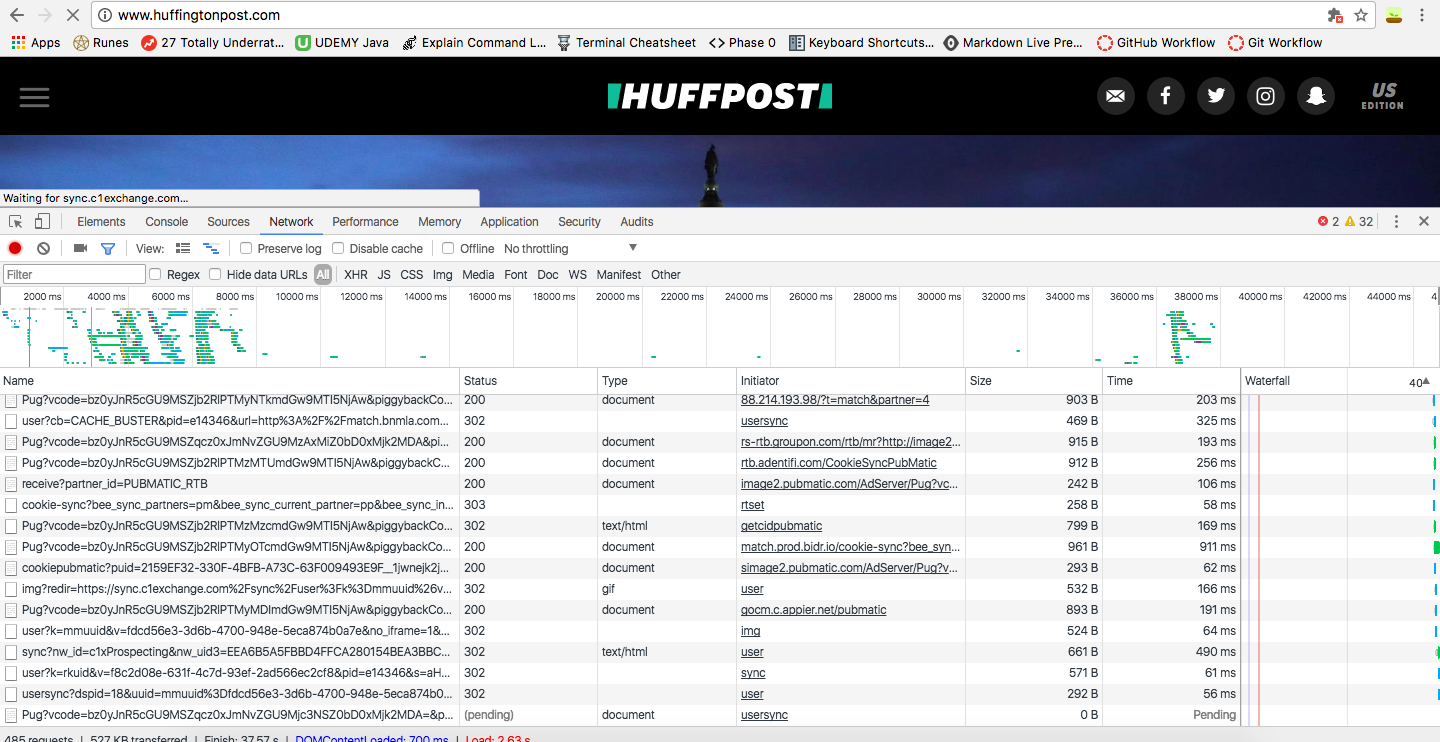 www.huffingtonpost.com
Apps Runes 27 Totally Underrat... UDEMY Java Explain Command L... Terminal Cheatsheet <> Phase 0 Keyboard Shortcuts... Markdown Live Pre... GitHub Workflow Git Workflow
HUFFPOST
US
EDITION
Waiting for sync.c1exchange.com...
Elements Console Sources Network Performance Memory Application Security Audits 2 32
View: Preserve log Disable cache Offline No throttling
Filter Regex Hide data URLs All XHR JS CSS Img Media Font Doc WS Manifest Other
2000 ms 4000 ms 6000 ms 8000 ms 10000 ms 12000 ms 14000 ms 16000 ms 18000 ms 20000 ms 22000 ms 24000 ms 26000 ms 28000 ms 30000 ms 32000 ms 34000 ms 36000 ms 38000 ms 40000 ms 42000 ms 44000 ms 4
Name Status Type Initiator Size Time Waterfall 40
Pug?vcode=bz0yJnR5cGU9MSZjb2RlPTMyNTkmdGw9MTI5NjAw&piggybackCo... 200 document 88.214.193.98/?t=match&partner=4 903 B 203 ms
user?cb=CACHE_BUSTER&pid=e14346&url=http%3A%2F%2Fmatch.bnmla.com... 302 usersync 469 B 325 ms
Pug?vcode=bz0yJnR5cGU9MSZqcz0xJmNvZGU9MzAxMiZ0bD0xMjk2MDA&pi... 200 document rs-rtb.groupon.com/rtb/mr?http://image2... 915 B 193 ms
Pug?vcode=bz0yJnR5cGU9MSZjb2RlPTMzMTUmdGw9MTI5NjAw&piggybackC... 200 document rtb.adentifi.com/CookieSyncPubMatic 912 B 256 ms
receive?partner_id=PUBMATIC_RTB 200 document image2.pubmatic.com/AdServer/Pug?vc... 242 B 106 ms
cookie-sync?bee_sync_partners=pm&bee_sync_current_partner=pp&bee_sync_in... 303 rtset 258 B 58 ms
Pug?vcode=bz0yJnR5cGU9MSZjb2RlPTMzMzcmdGw9MTI5NjAw&piggybackCo... 302 text/html getcidpubmatic 799 B 169 ms
Pug?vcode=bz0yJnR5cGU9MSZjb2RlPTMyOTcmdGw9MTI5NjAw&piggybackCo... 200 document match.prod.bidr.io/cookie-sync?bee_syn... 961 B 911 ms
cookiepubmatic?puid=2159EF32-330F-4BFB-A73C-63F009493E9F__1jwnejk2j... 200 document simage2.pubmatic.com/AdServer/Pug?v... 293 B 62 ms
img?redir=https://sync.c1exchange.com%2Fsync%2Fuser%3Fk%3Dmmuuid%26v... 302 gif user 532 B 166 ms
Pug?vcode=bz0yJnR5cGU9MSZjb2RlPTMyMDImdGw9MTI5NjAw&piggybackCo... 200 document gocm.c.appier.net/pubmatic 893 B 191 ms
user?k=mmuuid&v=fdcd56e3-3d6b-4700-948e-5eca874b0a7e&no_iframe=1&... 302 img 524 B 64 ms
sync?nw_id=c1xProspecting&nw_uid3=EEA6B5A5FBBD4FFCA280154BEA3BBC... 302 text/html user 661 B 490 ms
user?k=rkuid&v=f8c2d08e-631f-4c7d-93ef-2ad566ec2cf8&pid=e14346&s=aH... 302 sync 571 B 61 ms
usersync?dspid=18&uuid=mmuuid%3Dfdcd56e3-3d6b-4700-948e-5eca874b0... 302 user 292 B 56 ms
Pug?vcode=bz0yJnR5cGU9MSZqcz0xJmNvZGU9Mjc3NSZ0bD0xMjk2MDA=&p... (pending) document usersync 0 B Pending
485 requests | 527 KB transferred | Finish: 37.57 s | DOMContentLoaded: 700 ms | Load: 2.63 s